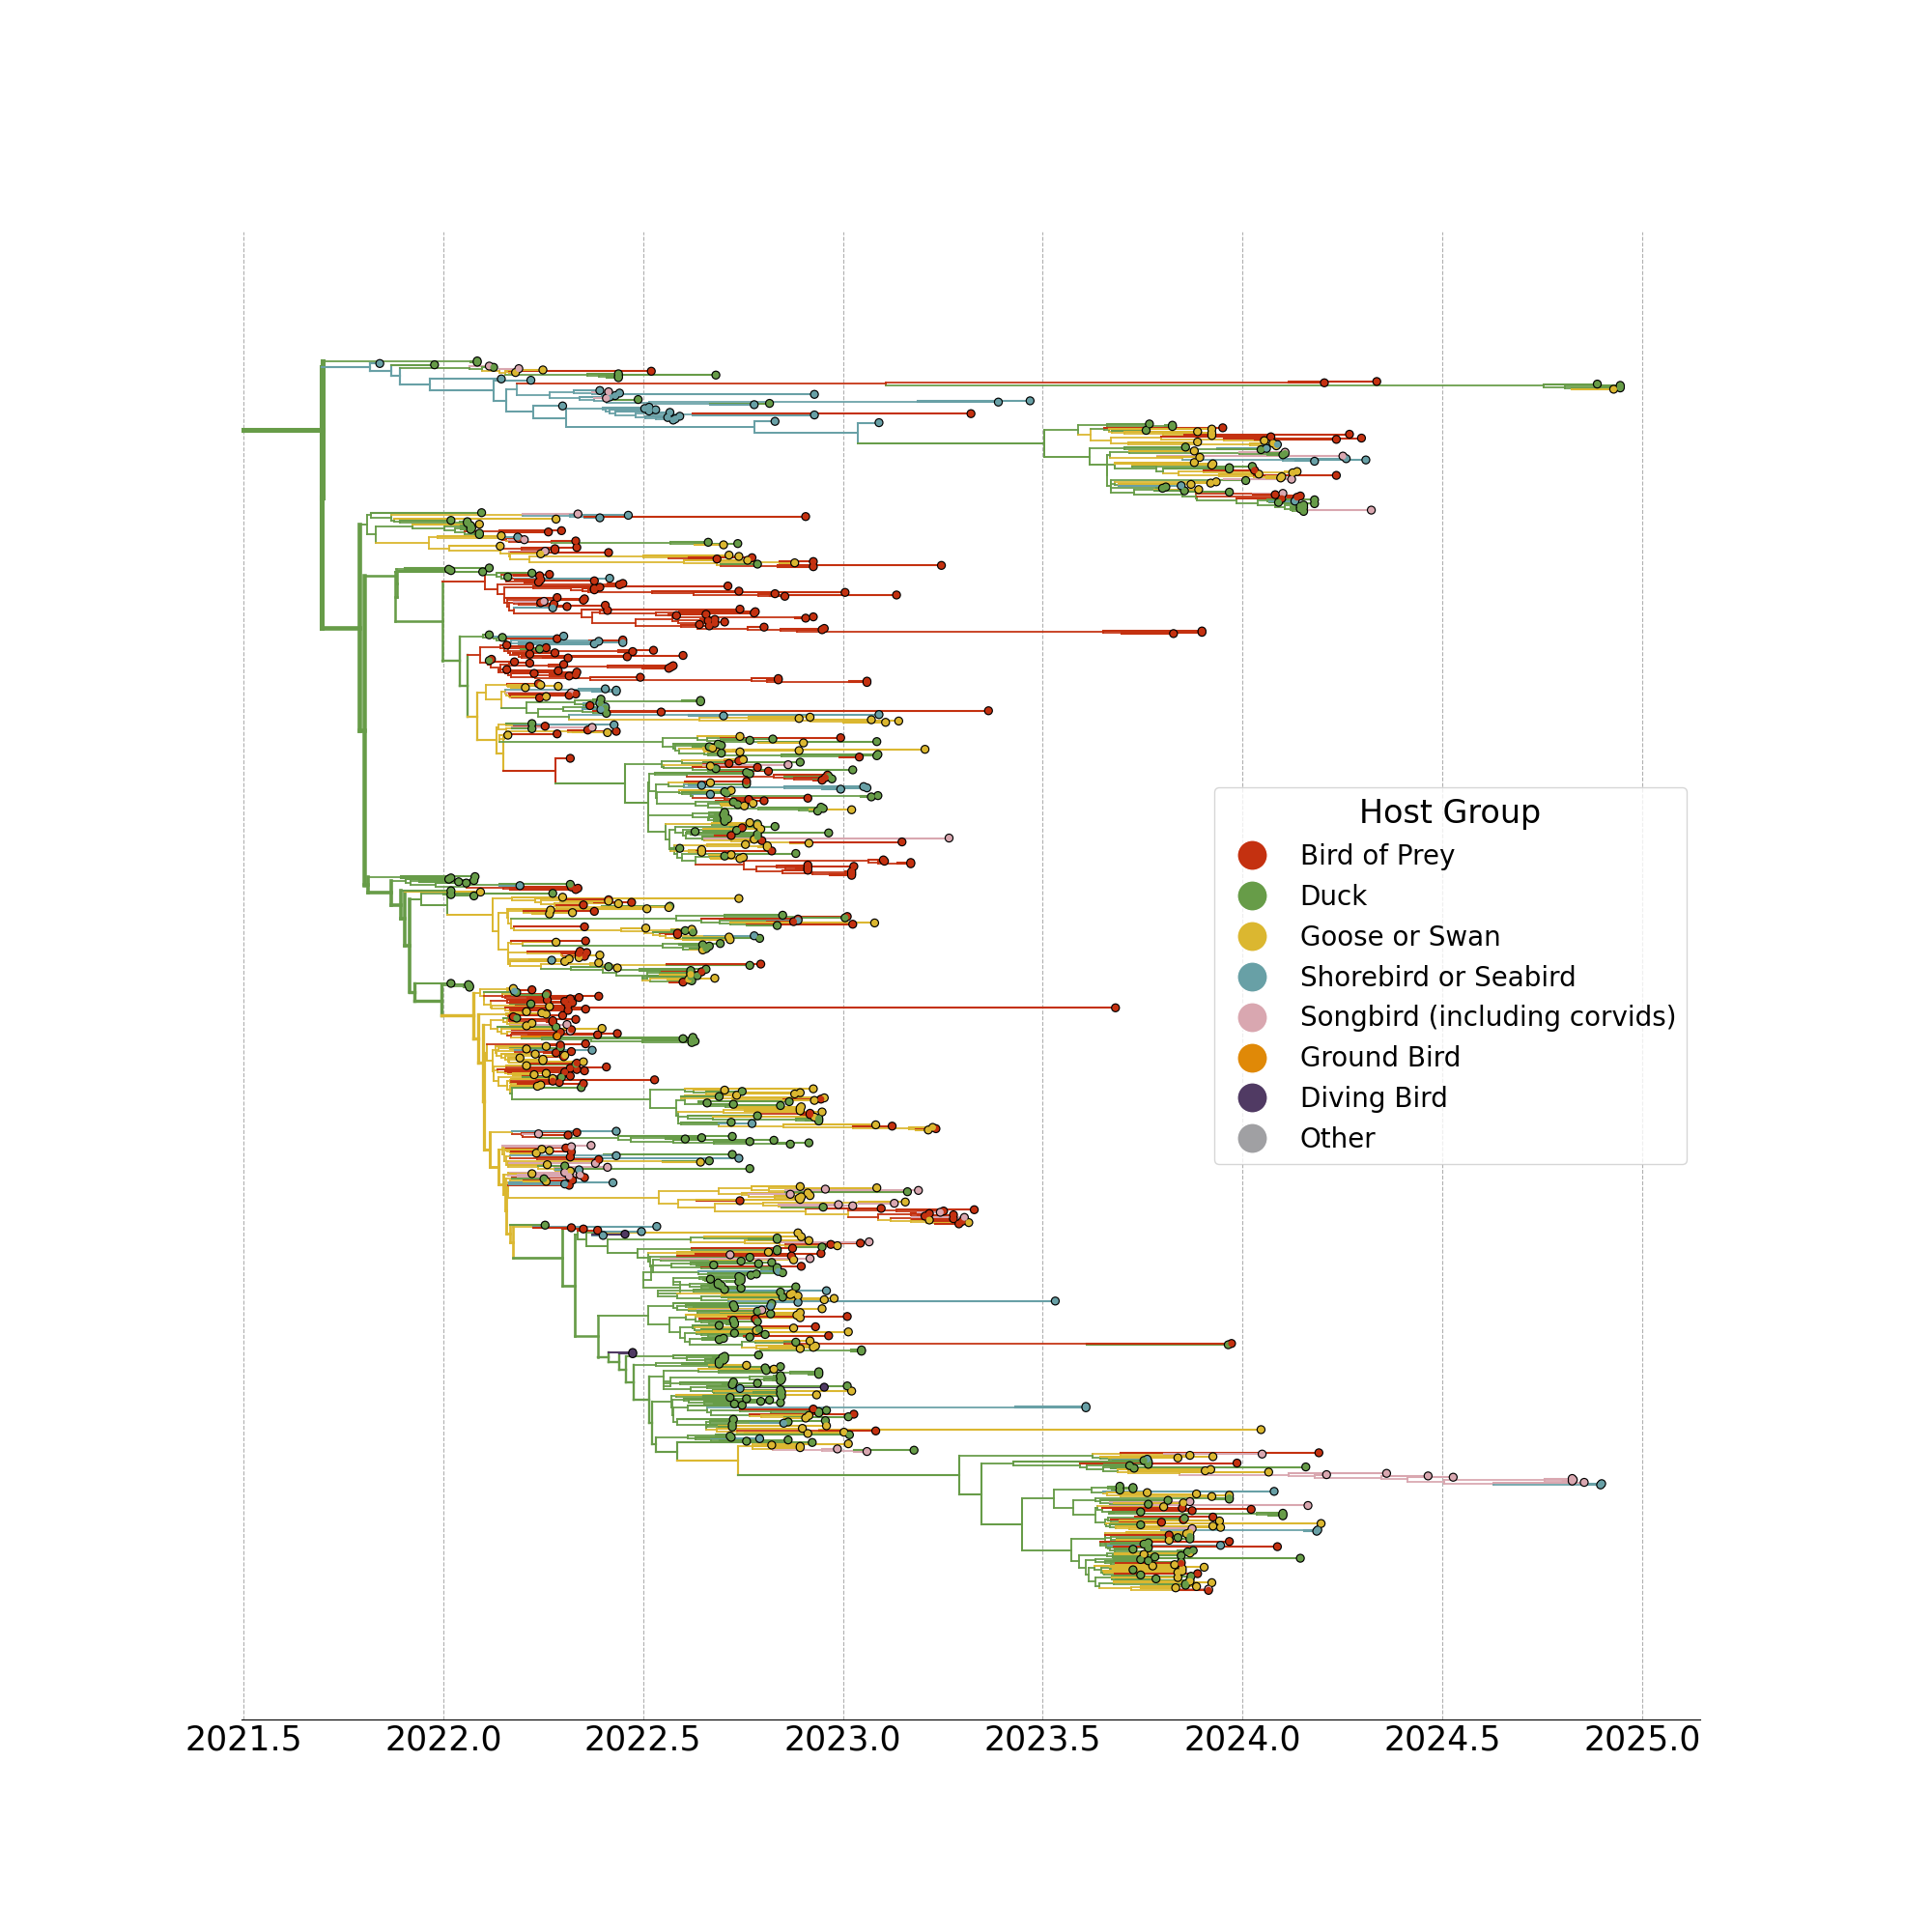 Host Group
Bird of Prey
Duck
Goose or Swan
Shorebird or Seabird
Songbird (including corvids)
Ground Bird
Diving Bird
Other
2021.5 2022.0 2022.5 2023.0 2023.5 2024.0 2024.5 2025.0